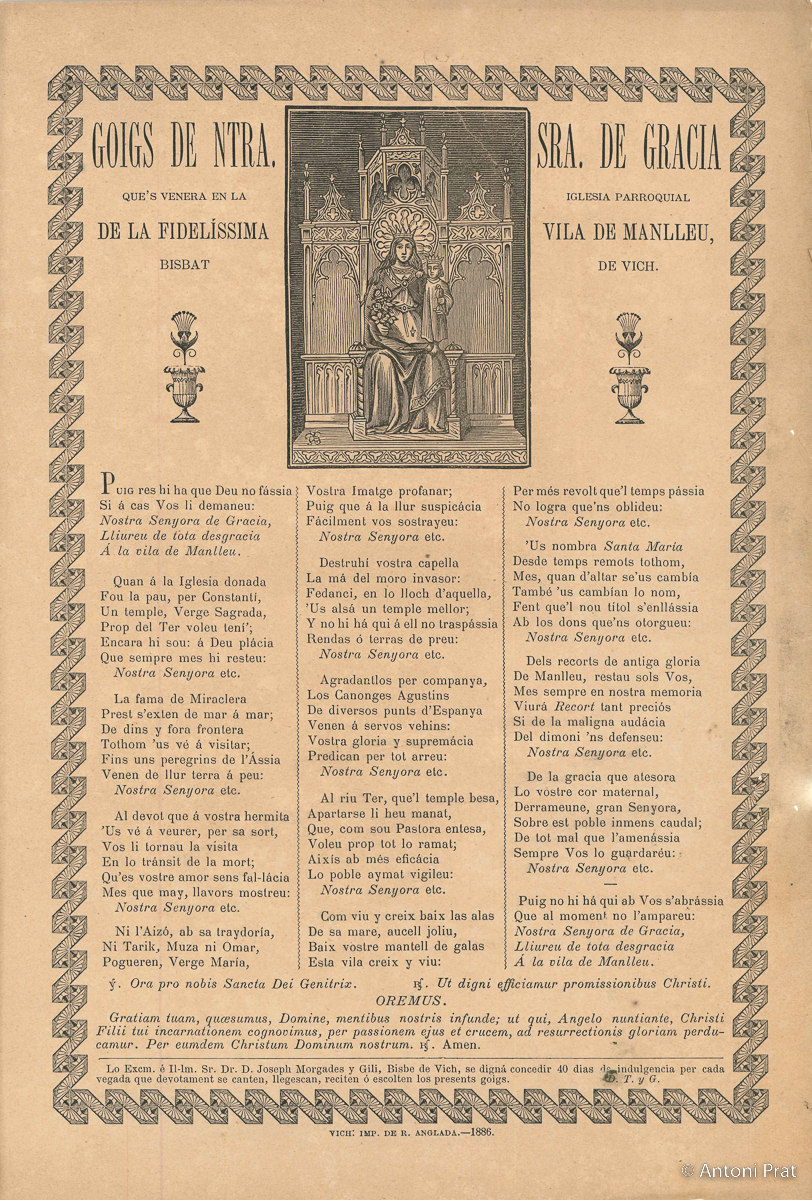 GOIGS DE NTRA. SRA. DE GRACIA
QUE'S VENERA EN LA IGLESIA PARROQUIAL
DE LA FIDELÍSSIMA VILA DE MANLLEU,
BISBAT DE VICH.
Puig res hi ha que Deu no fássia
Si á cas Vos li demaneu:
Nostra Senyora de Gracia,
Lliureu de tota desgracia
Á la vila de Manlleu.
Quan á la Iglesia donada
Fou la pau, per Constantí,
Un temple, Verge Sagrada,
Prop del Ter voleu tení';
Encara hi sou: á Deu plácia
Que sempre mes hi resteu:
Nostra Senyora etc.
La fama de Miraclera
Prest s'exten de mar á mar;
De dins y fora frontera
Tothom 'us vé á visitar;
Fins uns peregrins de l'Ássia
Venen de llur terra á peu:
Nostra Senyora etc.
Al devot que á vostra hermita
'Us vé á veurer, per sa sort,
Vos li tornau la visita
En lo tránsit de la mort;
Qu'es vostre amor sens fal-lácia
Mes que may, llavors mostreu:
Nostra Senyora etc.
Ni l'Aizó, ab sa traydoría,
Ni Tarik, Muza ni Omar,
Pogueren, Verge María,
Vostra Imatge profanar;
Puig que á la llur suspicácia
Fácilment vos sostrayeu:
Nostra Senyora etc.
Destruhí vostra capella
La má del moro invasor:
Fedanci, en lo lloch d'aquella,
'Us alsá un temple mellor;
Y no hi há qui á ell no traspássia
Rendas ó terras de preu:
Nostra Senyora etc.
Agradantlos per companya,
Los Canonges Agustins
De diversos punts d'Espanya
Venen á servos vehins:
Vostra gloria y supremácia
Predican per tot arreu:
Nostra Senyora etc.
Al riu Ter, que'l temple besa,
Apartarse li heu manat,
Que, com sou Pastora entesa,
Voleu prop tot lo ramat;
Aixís ab més eficácia
Lo poble aymat vigileu:
Nostra Senyora etc.
Com viu y creix baix las alas
De sa mare, aucell joliu,
Baix vostre mantell de galas
Esta vila creix y viu:
Per més revolt que'l temps pássia
No logra que'ns oblideu:
Nostra Senyora etc.
'Us nombra Santa María
Desde temps remots tothom,
Mes, quan d'altar se'us cambía
També 'us cambían lo nom,
Fent que'l nou títol s'enllássia
Ab los dons que'ns otorgueu:
Nostra Senyora etc.
Dels recorts de antiga gloria
De Manlleu, restau sols Vos,
Mes sempre en nostra memoria
Viurá Recort tant preciós
Si de la maligna audácia
Del dimoni 'ns defenseu:
Nostra Senyora etc.
De la gracia que atesora
Lo vostre cor maternal,
Derrameune, gran Senyora,
Sobre est poble inmens caudal;
De tot mal que l'amenássia
Sempre Vos lo guardaréu:
Nostra Senyora etc.
Puig no hi há qui ab Vos s'abrássia
Que al moment no l'ampareu:
Nostra Senyora de Gracia,
Lliureu de tota desgracia
Á la vila de Manlleu.
℣. Ora pro nobis Sancta Dei Genitrix. ℟. Ut digni efficiamur promissionibus Christi.
OREMUS.
Gratiam tuam, quæsumus, Domine, mentibus nostris infunde; ut qui, Angelo nuntiante, Christi
Filii tui incarnationem cognovimus, per passionem ejus et crucem, ad resurrectionis gloriam perdu-
camur. Per eumdem Christum Dominum nostrum. ℟. Amen.
Lo Excm. é Il-lm. Sr. Dr. D. Joseph Morgades y Gili, Bisbe de Vich, se digná concedir 40 dias de indulgencia per cada
vegada que devotament se canten, llegescan, reciten ó escolten los presents goigs. D. T. y G.
VICH: IMP. DE R. ANGLADA.—1886.
© Antoni Prat